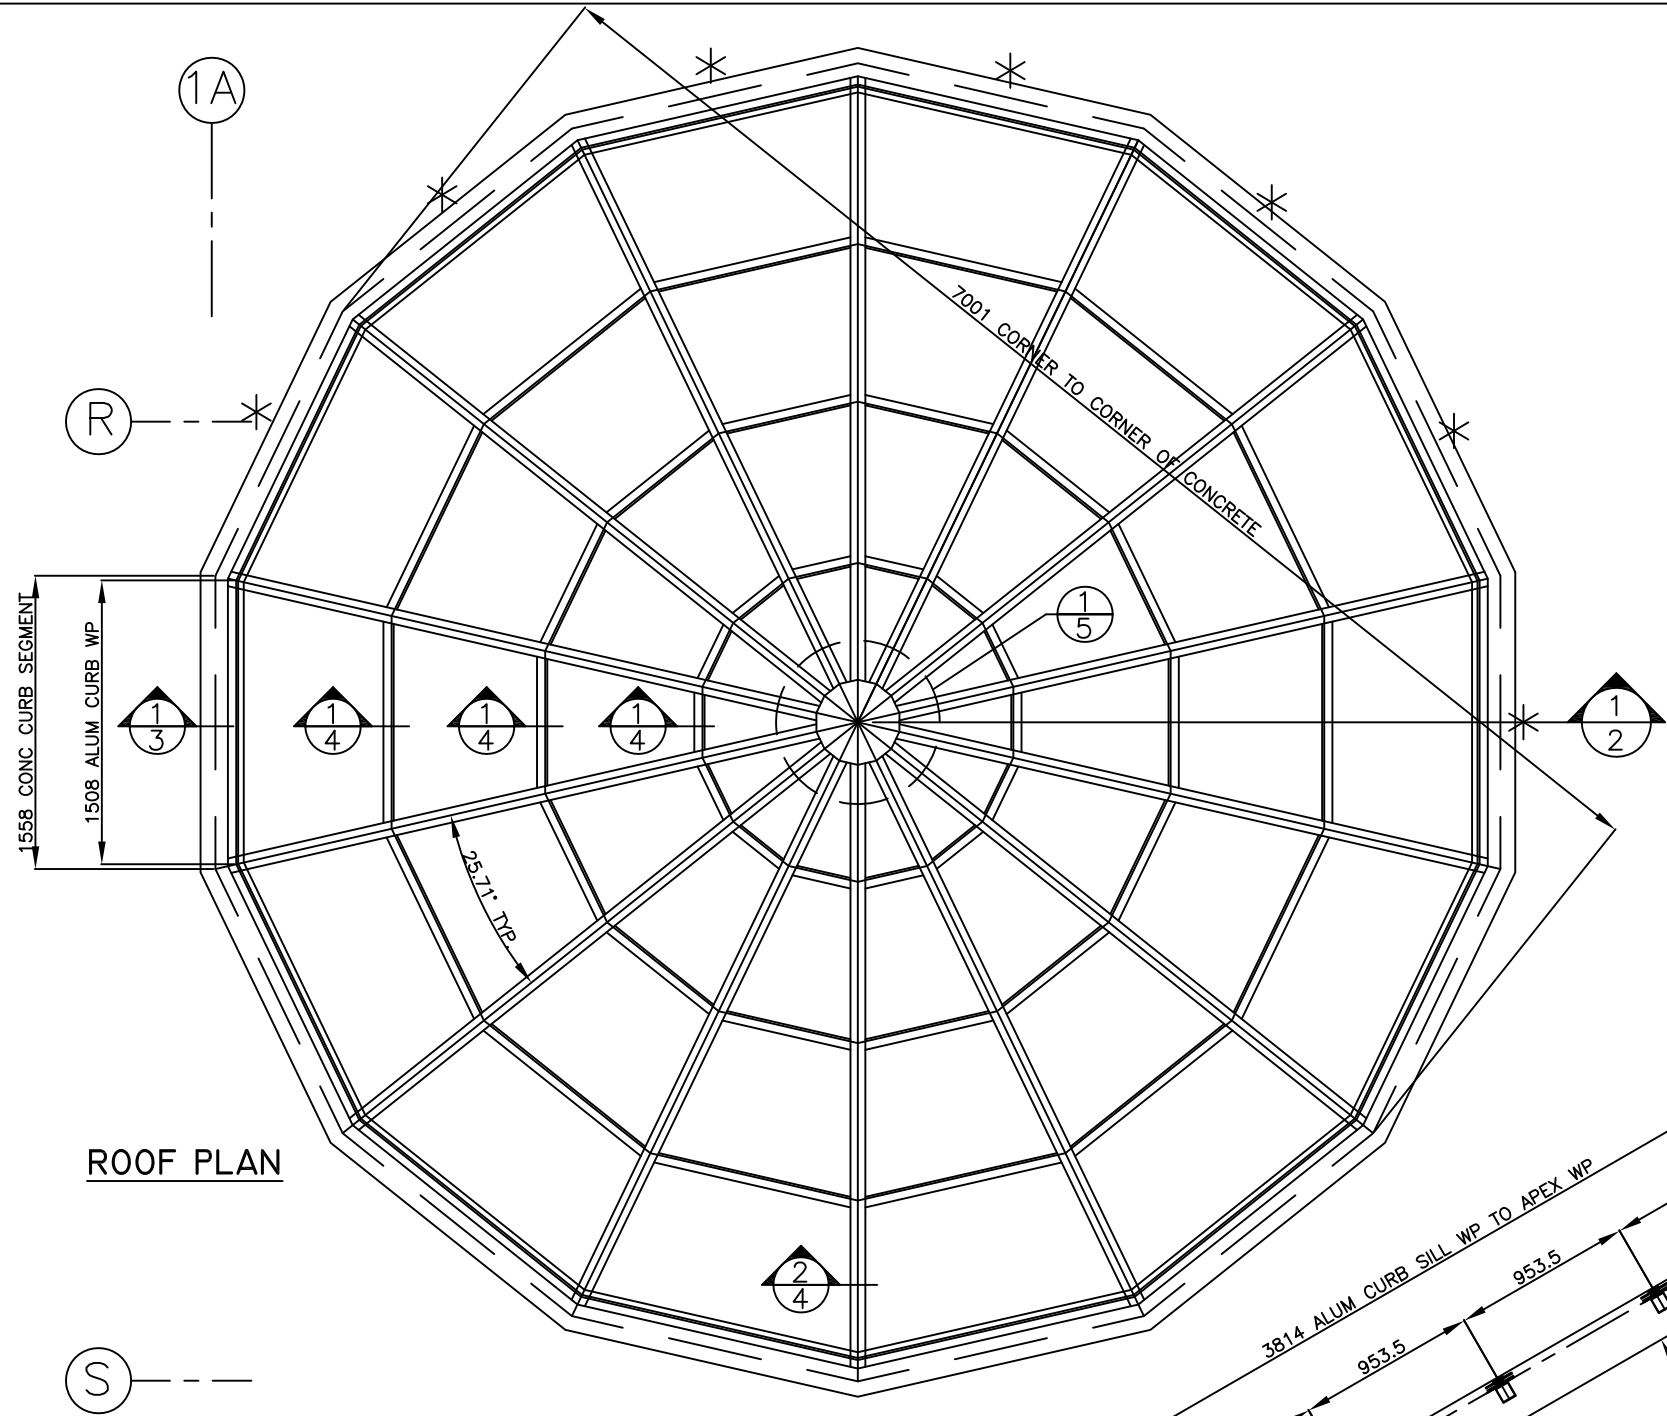 1A
R
7001 CORNER TO CORNER OF CONCRETE
1
5
1558 CONC CURB SEGMENT
1508 ALUM CURB WP
1
3
1
4
1
4
1
4
1
2
25.71° TYP.
ROOF PLAN
2
4
S
3814 ALUM CURB SILL WP TO APEX WP
953.5
953.5